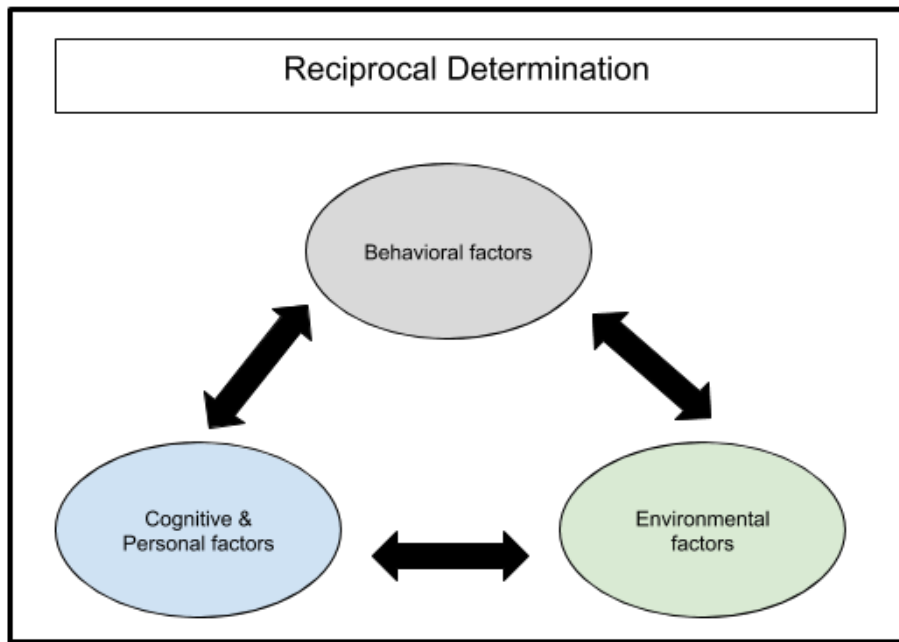 Reciprocal Determination
Behavioral factors
Cognitive &
Personal factors
Environmental
factors